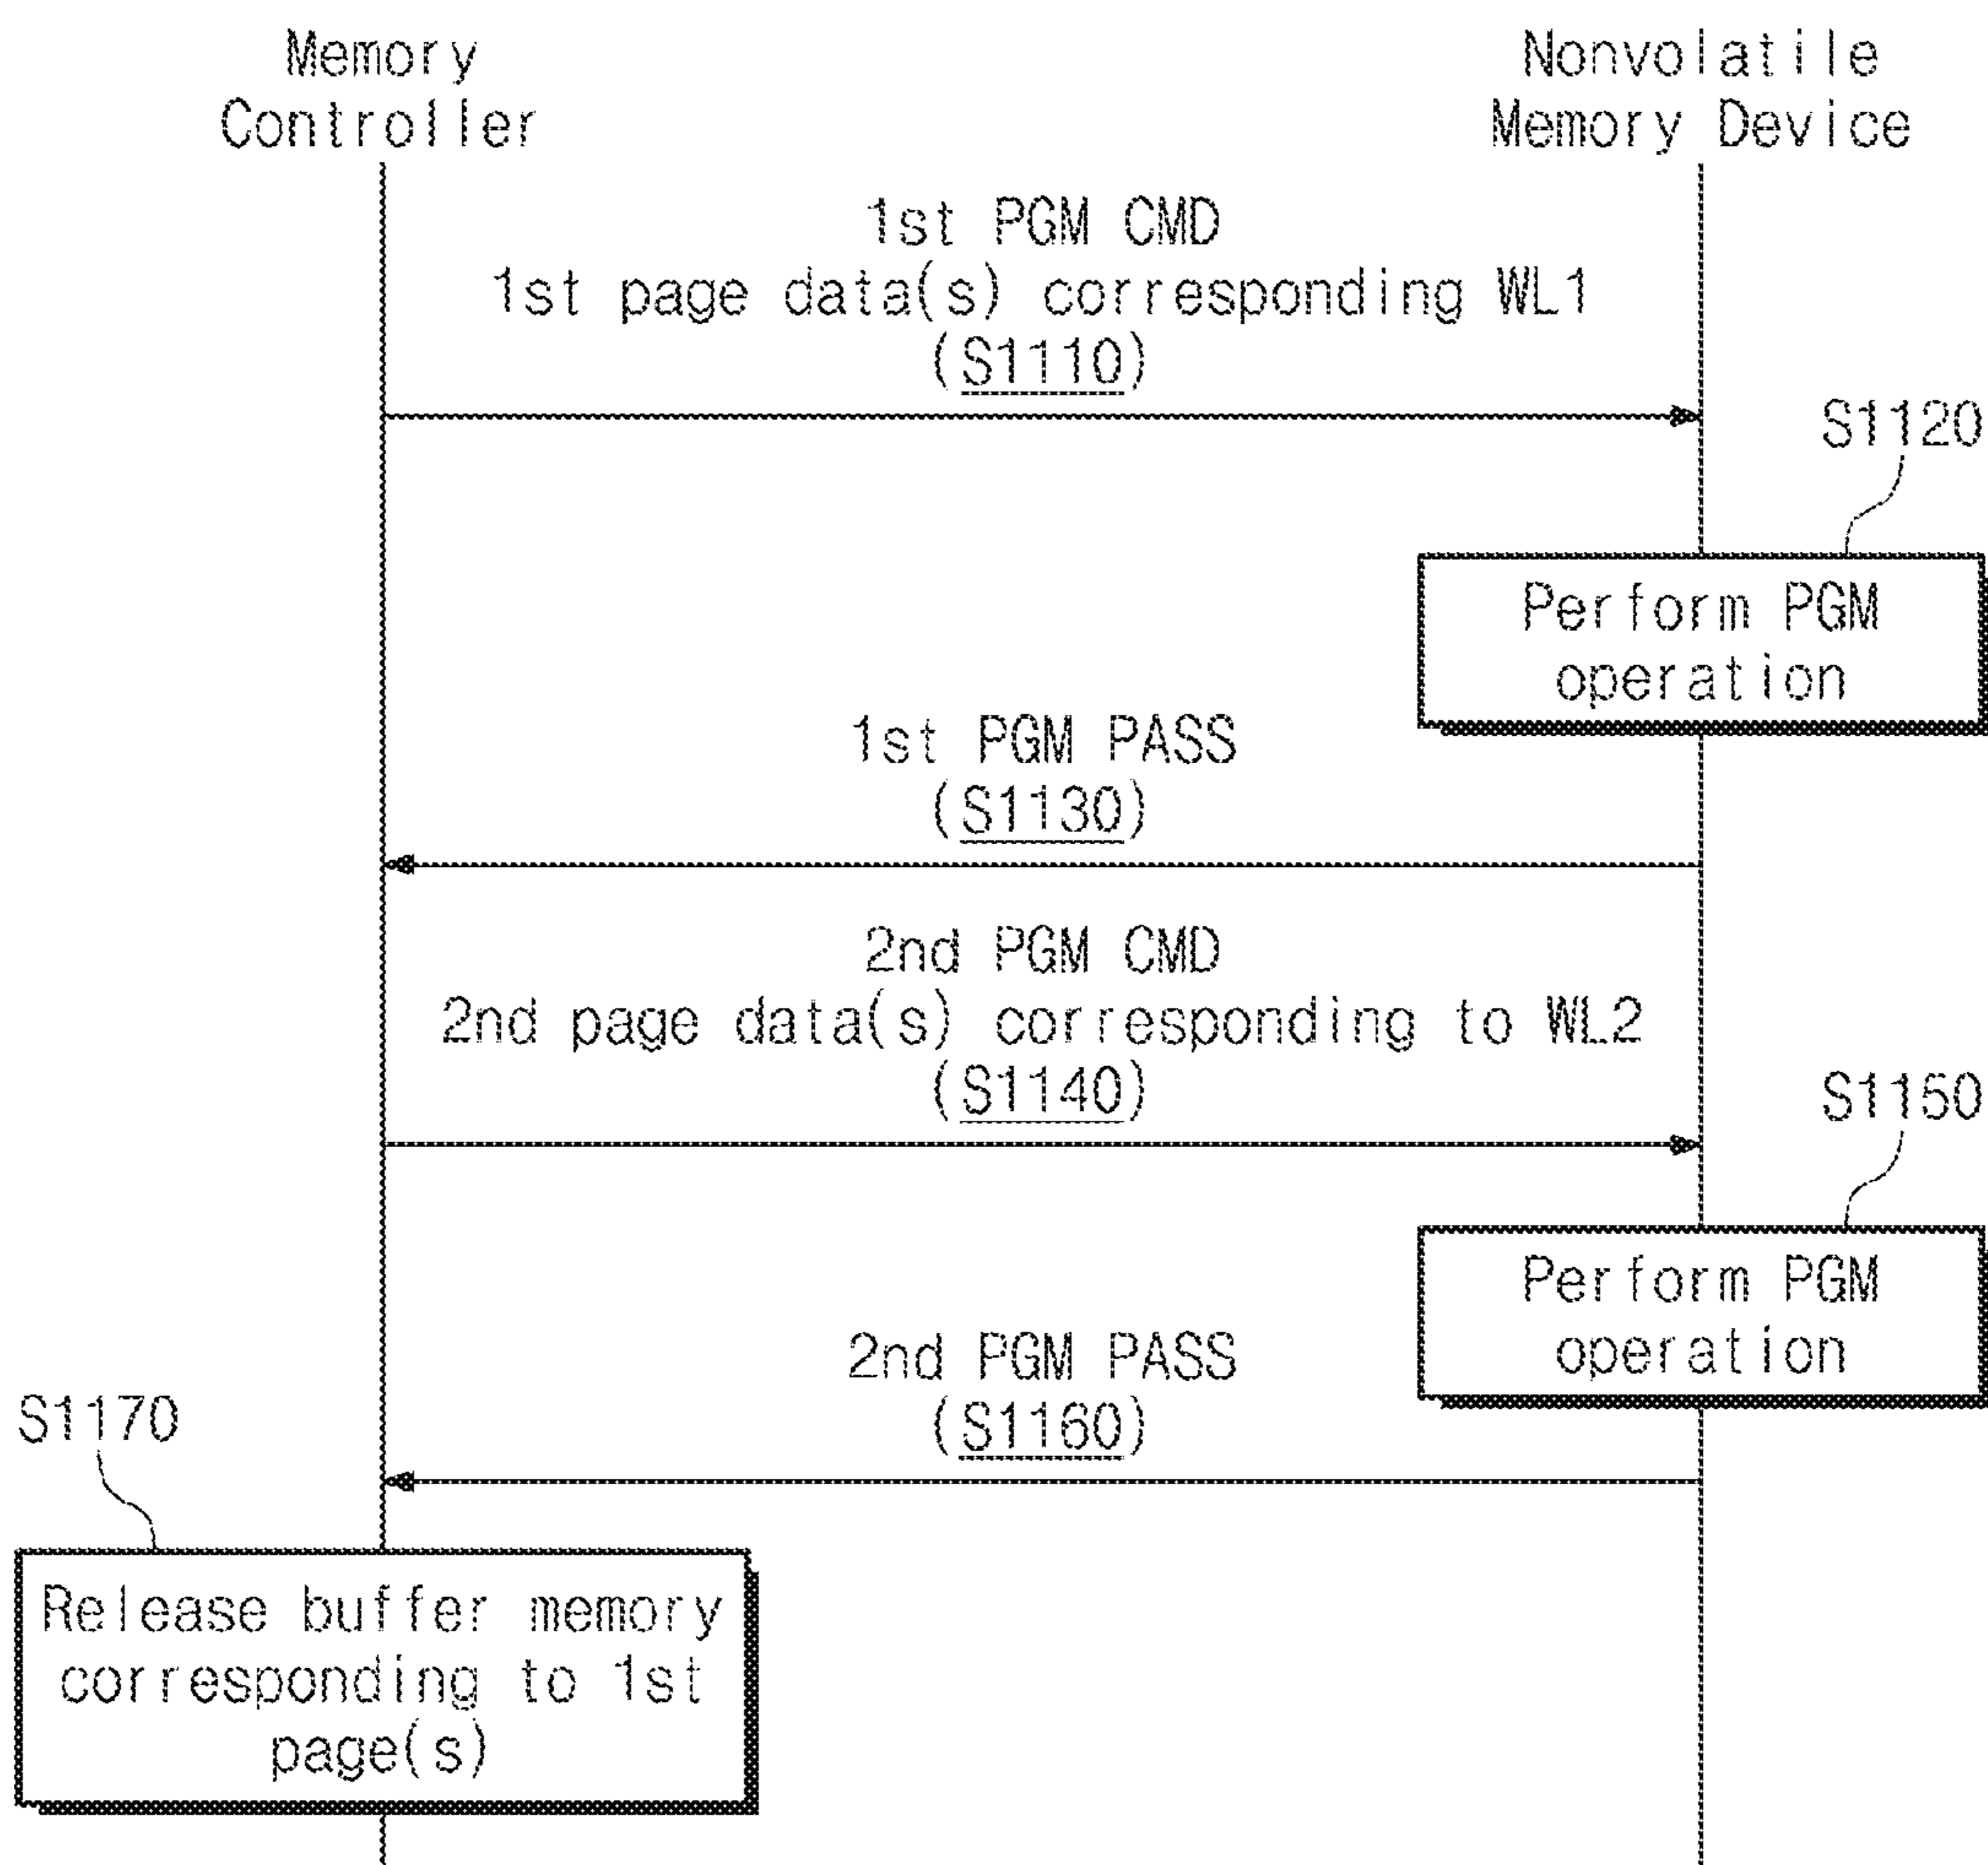 Memory
Controller
Nonvolatile
Memory Device
1st PGM CMD
1st page data(s) corresponding WL1
(S1110)
S1120
Perform PGM
operation
1st PGM PASS
(S1130)
2nd PGM CMD
2nd page data(s) corresponding to WL2
(S1140)
S1150
Perform PGM
operation
2nd PGM PASS
(S1160)
S1170
Release buffer memory
corresponding to 1st
page(s)